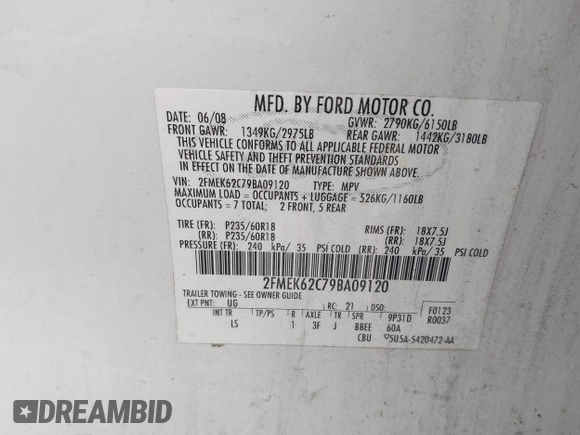 MFD. BY FORD MOTOR CO.
DATE: 06/08 GVWR: 2790KG/6150LB
FRONT GAWR: 1349KG/2975LB REAR GAWR: 1442KG/3180LB
THIS VEHICLE CONFORMS TO ALL APPLICABLE FEDERAL MOTOR
VEHICLE SAFETY AND THEFT PREVENTION STANDARDS
IN EFFECT ON THE DATE OF MANUFACTURE SHOWN ABOVE.
VIN: 2FMEK62C79BA09120 TYPE: MPV
MAXIMUM LOAD = OCCUPANTS + LUGGAGE = 526KG/1160LB
OCCUPANTS = 7 TOTAL; 2 FRONT, 5 REAR
TIRE (FR): P235/60R18 RIMS (FR): 18X7.5J
(RR): P235/60R18 (RR): 18X7.5J
PRESSURE (FR): 240 kPa/ 35 PSI COLD (RR): 240 kPa/ 35 PSI COLD
2FMEK62C79BA09120
TRAILER TOWING - SEE OWNER GUIDE
EXT PNT: UG RC: 21 DSO: F0123
INT TR TP/PS R AXLE TR SPR 9P31D R0037
LS 1 3F J BBEE 60A
CBU 5U5A-5420472-AA
DREAMBID